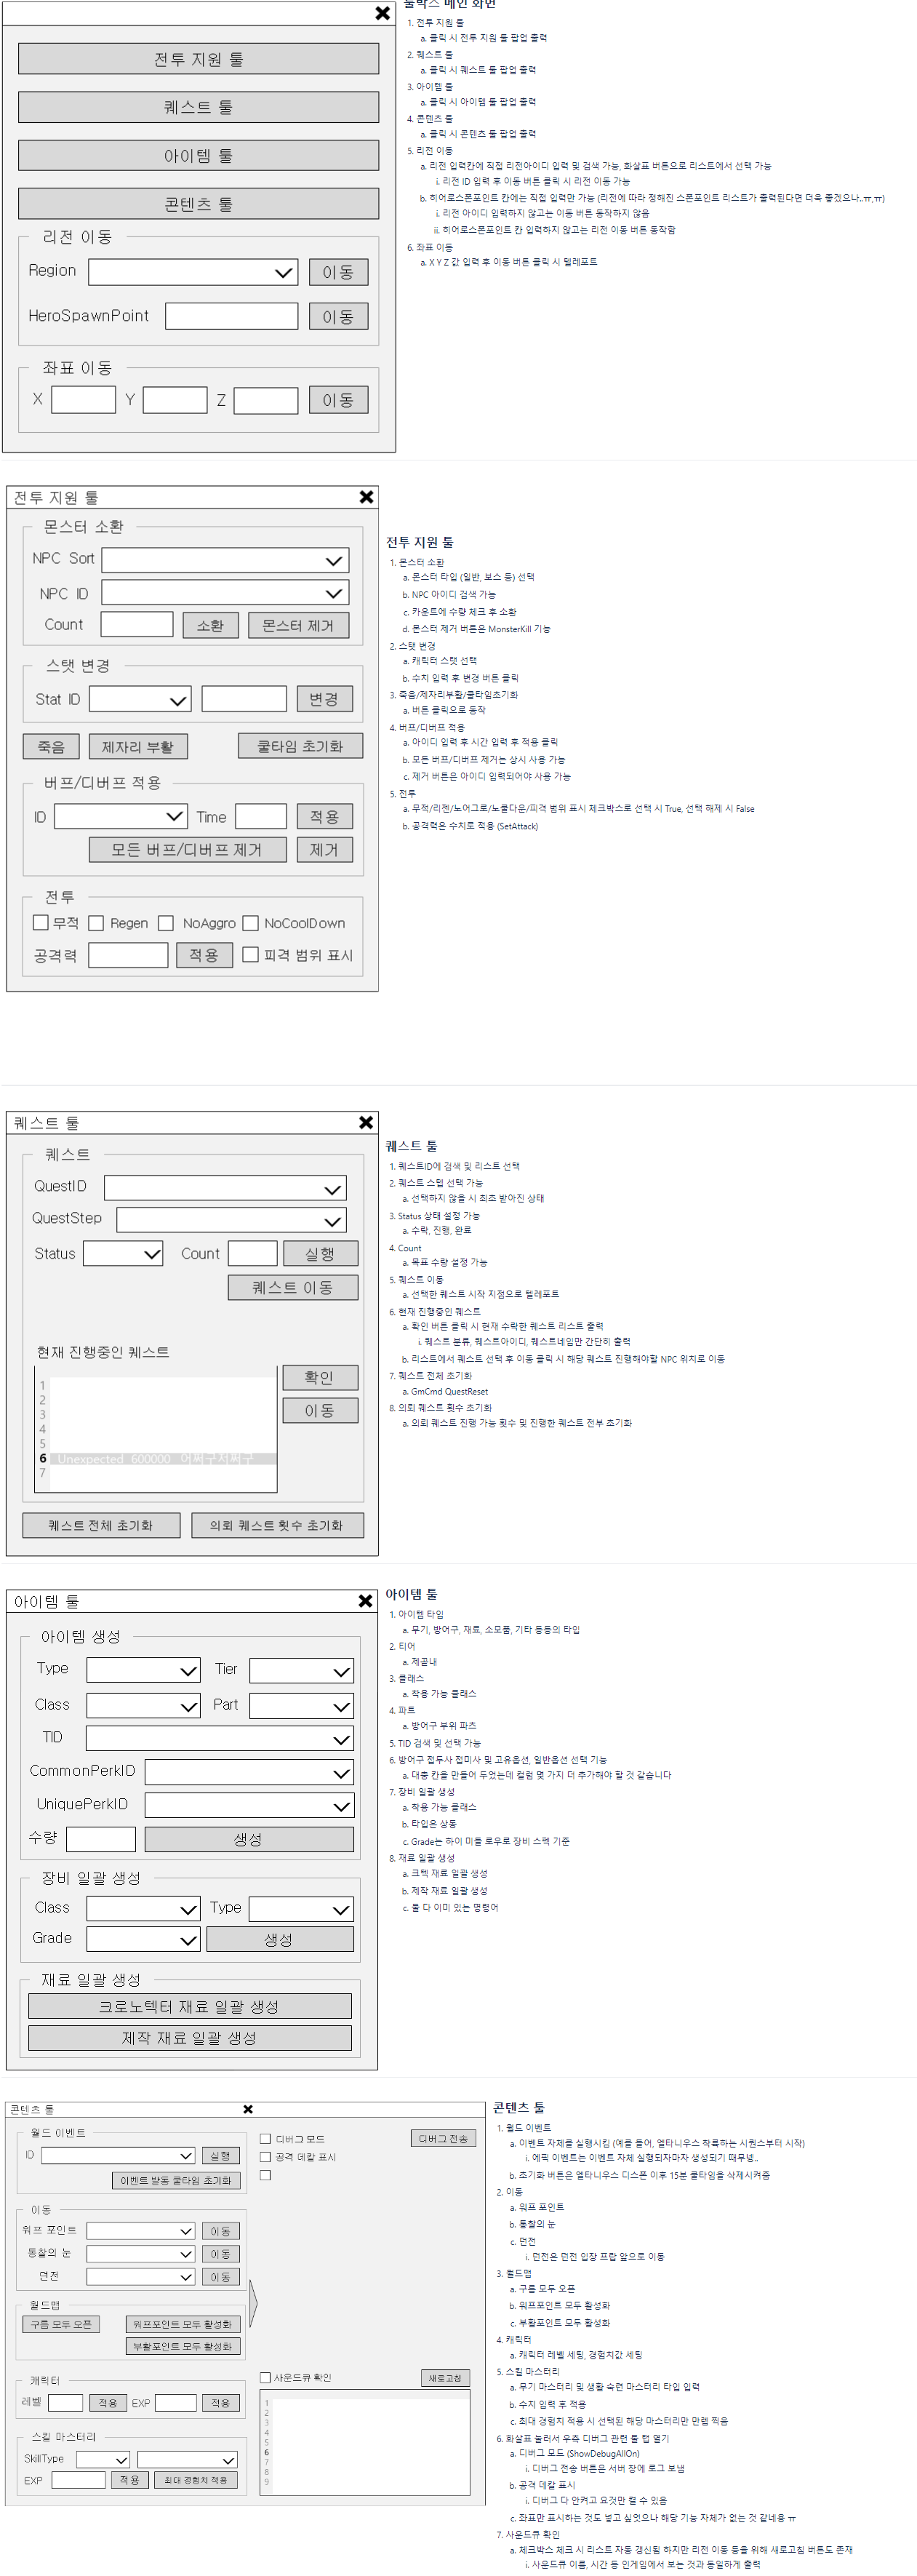 툴박스 메인 화면
전투 지원 툴
퀘스트 툴
아이템 툴
콘텐츠 툴
리전 이동
Region
이동
HeroSpawnPoint
이동
좌표 이동
X
Y
Z
이동
1. 전투 지원 툴
a. 클릭 시 전투 지원 툴 팝업 출력
2. 퀘스트 툴
a. 클릭 시 퀘스트 툴 팝업 출력
3. 아이템 툴
a. 클릭 시 아이템 툴 팝업 출력
4. 콘텐츠 툴
a. 클릭 시 콘텐츠 툴 팝업 출력
5. 리전 이동
a. 리전 입력칸에 직접 리전아이디 입력 및 검색 가능, 화살표 버튼으로 리스트에서 선택 가능
i. 리전 ID 입력 후 이동 버튼 클릭 시 리전 이동 가능
b. 히어로스폰포인트 칸에는 직접 입력만 가능 (리전에 따라 정해진 스폰포인트 리스트가 출력된다면 더욱 좋겠으나..ㅠ,ㅠ)
i. 리전 아이디 입력하지 않고는 이동 버튼 동작하지 않음
ii. 히어로스폰포인트 칸 입력하지 않고는 리전 이동 버튼 동작함
6. 좌표 이동
a. X Y Z 값 입력 후 이동 버튼 클릭 시 텔레포트
전투 지원 툴
몬스터 소환
NPC Sort
NPC ID
Count
소환
몬스터 제거
스탯 변경
Stat ID
변경
죽음
제자리 부활
쿨타임 초기화
버프/디버프 적용
ID
Time
적용
모든 버프/디버프 제거
제거
전투
무적
Regen
NoAggro
NoCoolDown
공격력
적용
피격 범위 표시
전투 지원 툴
1. 몬스터 소환
a. 몬스터 타입 (일반, 보스 등) 선택
b. NPC 아이디 검색 가능
c. 카운트에 수량 체크 후 소환
d. 몬스터 제거 버튼은 MonsterKill 기능
2. 스탯 변경
a. 캐릭터 스탯 선택
b. 수치 입력 후 변경 버튼 클릭
3. 죽음/제자리부활/쿨타임초기화
a. 버튼 클릭으로 동작
4. 버프/디버프 적용
a. 아이디 입력 후 시간 입력 후 적용 클릭
b. 모든 버프/디버프 제거는 상시 사용 가능
c. 제거 버튼은 아이디 입력되어야 사용 가능
5. 전투
a. 무적/리젠/노어그로/노쿨다운/피격 범위 표시 체크박스로 선택 시 True, 선택 해제 시 False
b. 공격력은 수치로 적용 (SetAttack)
퀘스트 툴
퀘스트
QuestID
QuestStep
Status
Count
실행
퀘스트 이동
현재 진행중인 퀘스트
확인
이동
1
2
3
4
5
6 Unexpected 600000 어쩌구저쩌구
7
퀘스트 전체 초기화
의뢰 퀘스트 횟수 초기화
퀘스트 툴
1. 퀘스트ID에 검색 및 리스트 선택
2. 퀘스트 스텝 선택 가능
a. 선택하지 않을 시 최초 받아진 상태
3. Status 상태 설정 가능
a. 수락, 진행, 완료
4. Count
a. 목표 수량 설정 가능
5. 퀘스트 이동
a. 선택한 퀘스트 시작 지점으로 텔레포트
6. 현재 진행중인 퀘스트
a. 확인 버튼 클릭 시 현재 수락한 퀘스트 리스트 출력
i. 퀘스트 분류, 퀘스트아이디, 퀘스트네임만 간단히 출력
b. 리스트에서 퀘스트 선택 후 이동 클릭 시 해당 퀘스트 진행해야할 NPC 위치로 이동
7. 퀘스트 전체 초기화
a. GmCmd QuestReset
8. 의뢰 퀘스트 횟수 초기화
a. 의뢰 퀘스트 진행 가능 횟수 및 진행한 퀘스트 전부 초기화
아이템 툴
아이템 생성
Type
Tier
Class
Part
TID
CommonPerkID
UniquePerkID
수량
생성
장비 일괄 생성
Class
Type
Grade
생성
재료 일괄 생성
크로노텍터 재료 일괄 생성
제작 재료 일괄 생성
아이템 툴
1. 아이템 타입
a. 무기, 방어구, 재료, 소모품, 기타 등등의 타입
2. 티어
a. 제곧내
3. 클래스
a. 착용 가능 클래스
4. 파트
a. 방어구 부위 파츠
5. TID 검색 및 선택 가능
6. 방어구 접두사 접미사 및 고유옵션, 일반옵션 선택 기능
a. 대충 칸을 만들어 두었는데 컬럼 몇 가지 더 추가해야 할 것 같습니다
7. 장비 일괄 생성
a. 착용 가능 클래스
b. 타입은 상동
c. Grade는 하이 미들 로우로 장비 스펙 기준
8. 재료 일괄 생성
a. 크텍 재료 일괄 생성
b. 제작 재료 일괄 생성
c. 둘 다 이미 있는 명령어
콘텐츠 툴
월드 이벤트
ID
실행
이벤트 발동 쿨타임 초기화
이동
워프 포인트
이동
통찰의 눈
이동
던전
이동
월드맵
구름 모두 오픈
워프포인트 모두 활성화
부활포인트 모두 활성화
캐릭터
레벨
적용
EXP
적용
스킬 마스터리
SkillType
EXP
적용
최대 경험치 적용
디버그 모드
디버그 전송
공격 데칼 표시
사운드큐 확인
새로고침
1
2
3
4
5
6
7
8
9
콘텐츠 툴
1. 월드 이벤트
a. 이벤트 자체를 실행시킴 (예를 들어, 엘타니우스 착륙하는 시퀀스부터 시작)
i. 에픽 이벤트는 이벤트 자체 실행되자마자 생성되기 때무넹..
b. 초기화 버튼은 엘타니우스 디스폰 이후 15분 쿨타임을 삭제시켜줌
2. 이동
a. 워프 포인트
b. 통찰의 눈
c. 던전
i. 던전은 던전 입장 프랍 앞으로 이동
3. 월드맵
a. 구름 모두 오픈
b. 워프포인트 모두 활성화
c. 부활포인트 모두 활성화
4. 캐릭터
a. 캐릭터 레벨 세팅, 경험치값 세팅
5. 스킬 마스터리
a. 무기 마스터리 및 생활 숙련 마스터리 타입 입력
b. 수치 입력 후 적용
c. 최대 경험치 적용 시 선택된 해당 마스터리만 만렙 찍음
6. 화살표 눌러서 우측 디버그 관련 툴 탭 열기
a. 디버그 모드 (ShowDebugAllOn)
i. 디버그 전송 버튼은 서버 창에 로그 보냄
b. 공격 데칼 표시
i. 디버그 다 안켜고 요것만 켤 수 있음
c. 좌표만 표시하는 것도 넣고 싶었으나 해당 기능 자체가 없는 것 같네용 ㅠ
7. 사운드큐 확인
a. 체크박스 체크 시 리스트 자동 갱신됨 하지만 리전 이동 등을 위해 새로고침 버튼도 존재
i. 사운드큐 이름, 시간 등 인게임에서 보는 것과 동일하게 출력